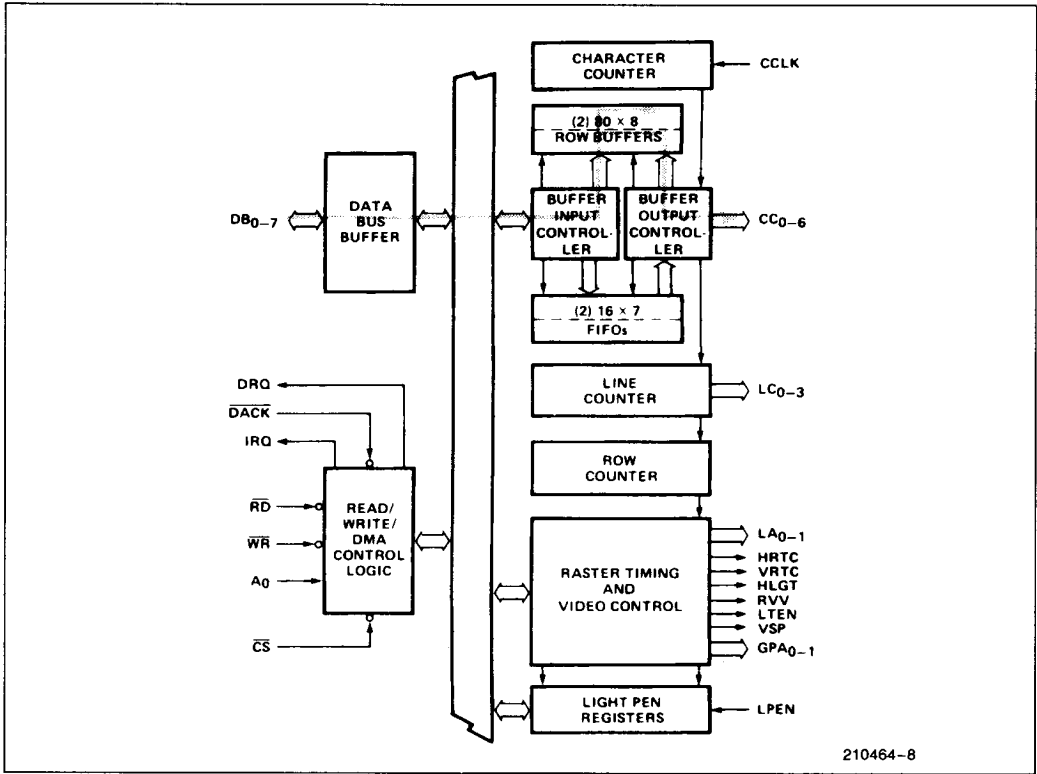 CHARACTER
COUNTER
CCLK
(2) 80 × 8
ROW BUFFERS
DB0–7
DATA
BUS
BUFFER
BUFFER
INPUT
CONTROL-
LER
BUFFER
OUTPUT
CONTROL-
LER
CC0–6
(2) 16 × 7
FIFOs
LINE
COUNTER
LC0–3
ROW
COUNTER
DRQ
DACK
IRQ
RD
WR
A0
CS
READ/
WRITE/
DMA
CONTROL
LOGIC
RASTER TIMING
AND
VIDEO CONTROL
LA0–1
HRTC
VRTC
HLGT
RVV
LTEN
VSP
GPA0–1
LIGHT PEN
REGISTERS
LPEN
210464–8